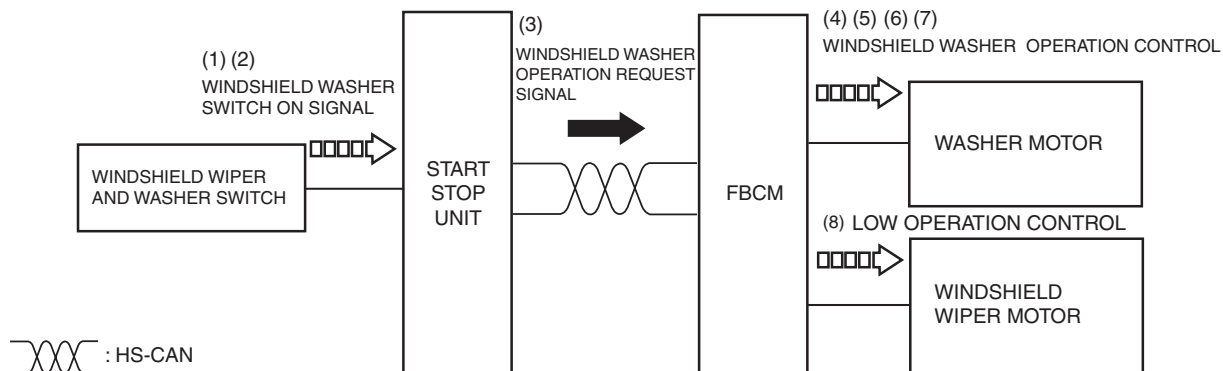 (1) (2)
WINDSHIELD WASHER
SWITCH ON SIGNAL
WINDSHIELD WIPER
AND WASHER SWITCH
START
STOP
UNIT
(3)
WINDSHIELD WASHER
OPERATION REQUEST
SIGNAL
FBCM
(4) (5) (6) (7)
WINDSHIELD WASHER OPERATION CONTROL
WASHER MOTOR
(8) LOW OPERATION CONTROL
WINDSHIELD
WIPER MOTOR
: HS-CAN